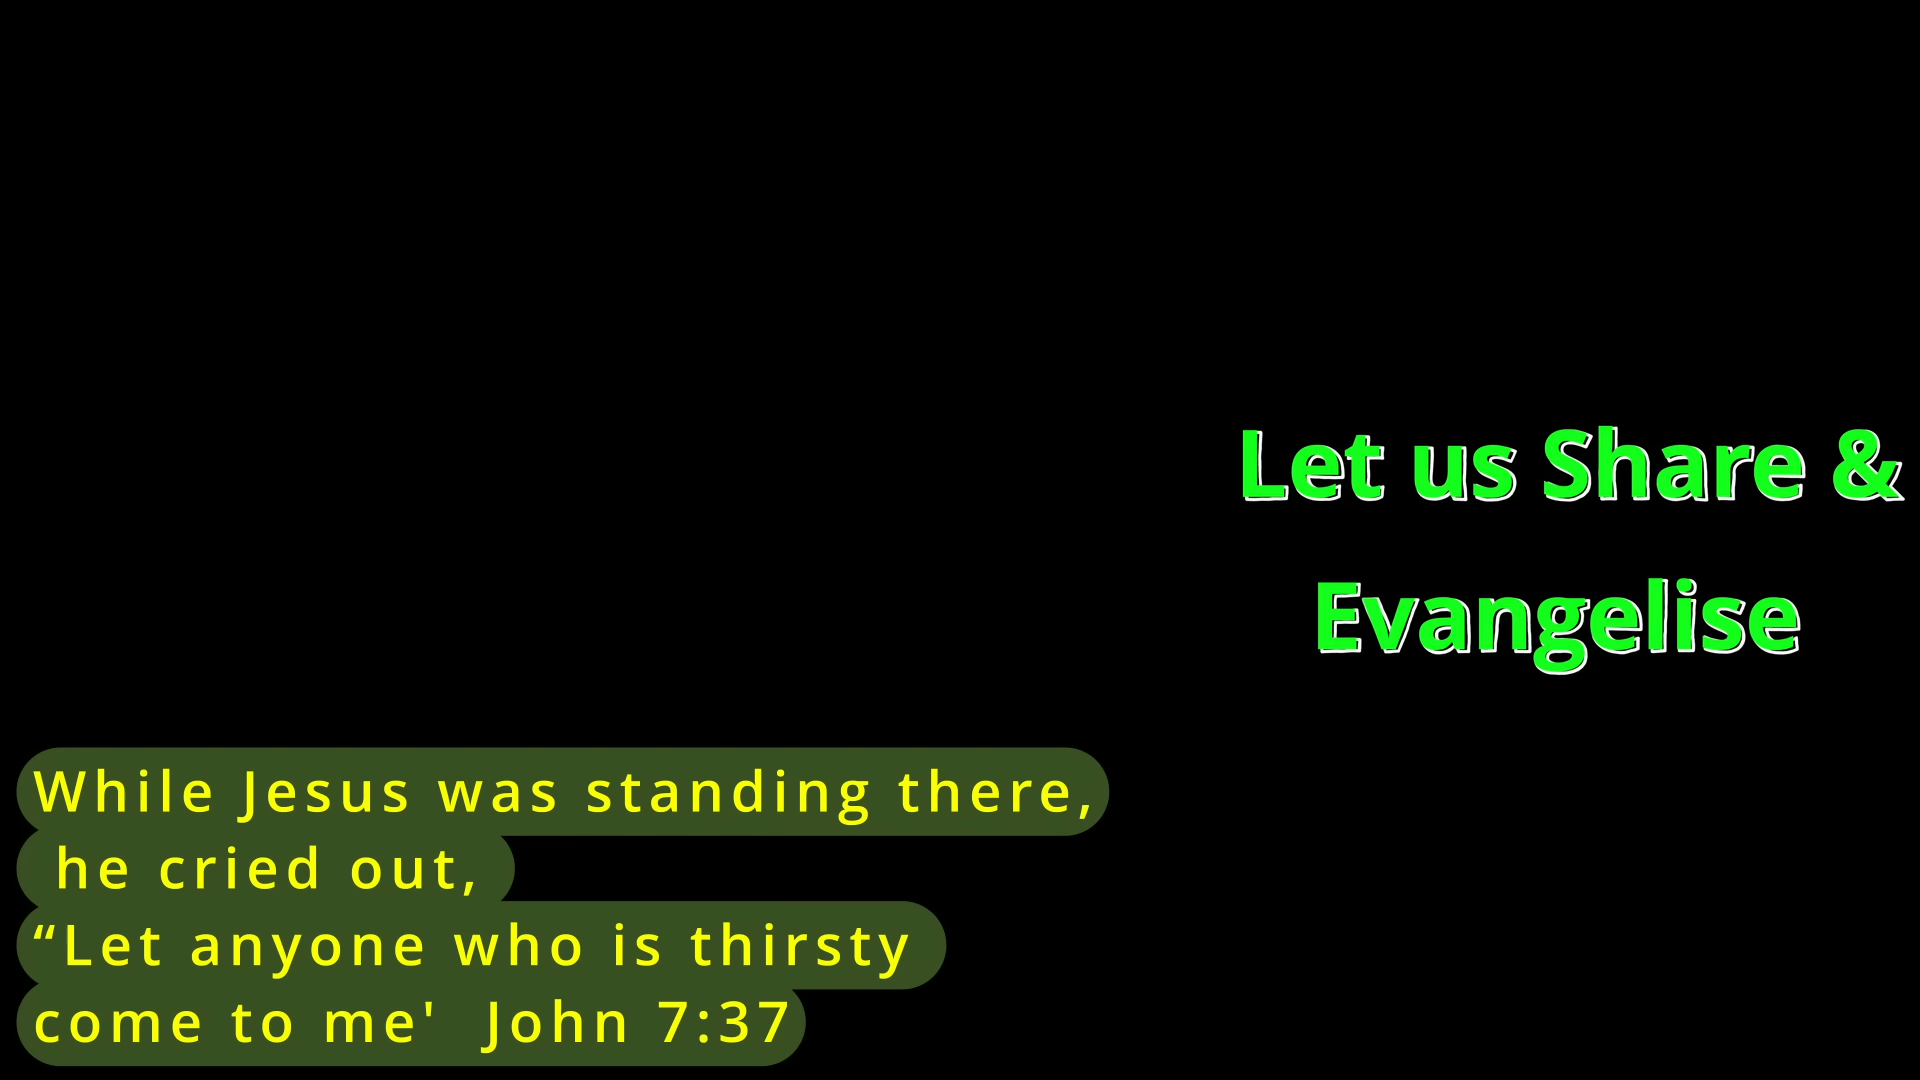 Let us Share &
Evangelise
While Jesus was standing there,
he cried out,
“Let anyone who is thirsty
come to me' John 7:37